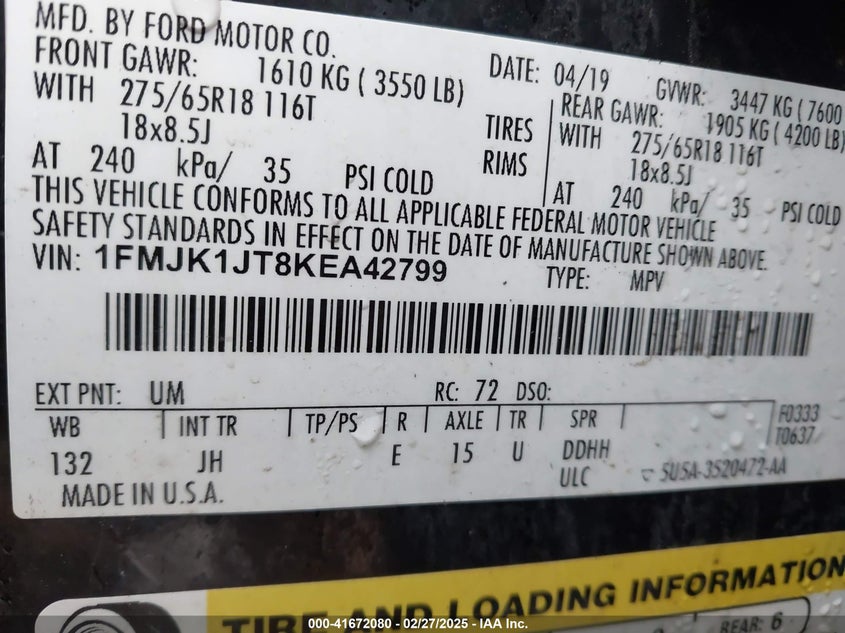 MFD. BY FORD MOTOR CO.
DATE: 04/19 GVWR: 3447 KG ( 7600
FRONT GAWR: 1610 KG ( 3550 LB)
REAR GAWR: 1905 KG ( 4200 LB)
WITH 275/65R18 116T TIRES WITH 275/65R18 116T
18x8.5J RIMS 18x8.5J
AT 240 kPa/ 35 PSI COLD AT 240 kPa/ 35 PSI COLD
THIS VEHICLE CONFORMS TO ALL APPLICABLE FEDERAL MOTOR VEHICLE
SAFETY STANDARDS IN EFFECT ON THE DATE OF MANUFACTURE SHOWN ABOVE.
VIN: 1FMJK1JT8KEA42799 TYPE: MPV
EXT PNT: UM RC: 72 DSO:
WB INT TR TP/PS R AXLE TR SPR F0333
T0637
132 JH E 15 U DDHH
ULC 5U5A-3520472-AA
MADE IN U.S.A.
TIRE AND LOADING INFORMATION
REAR: 6
000-41672080 - 02/27/2025 - IAA Inc.